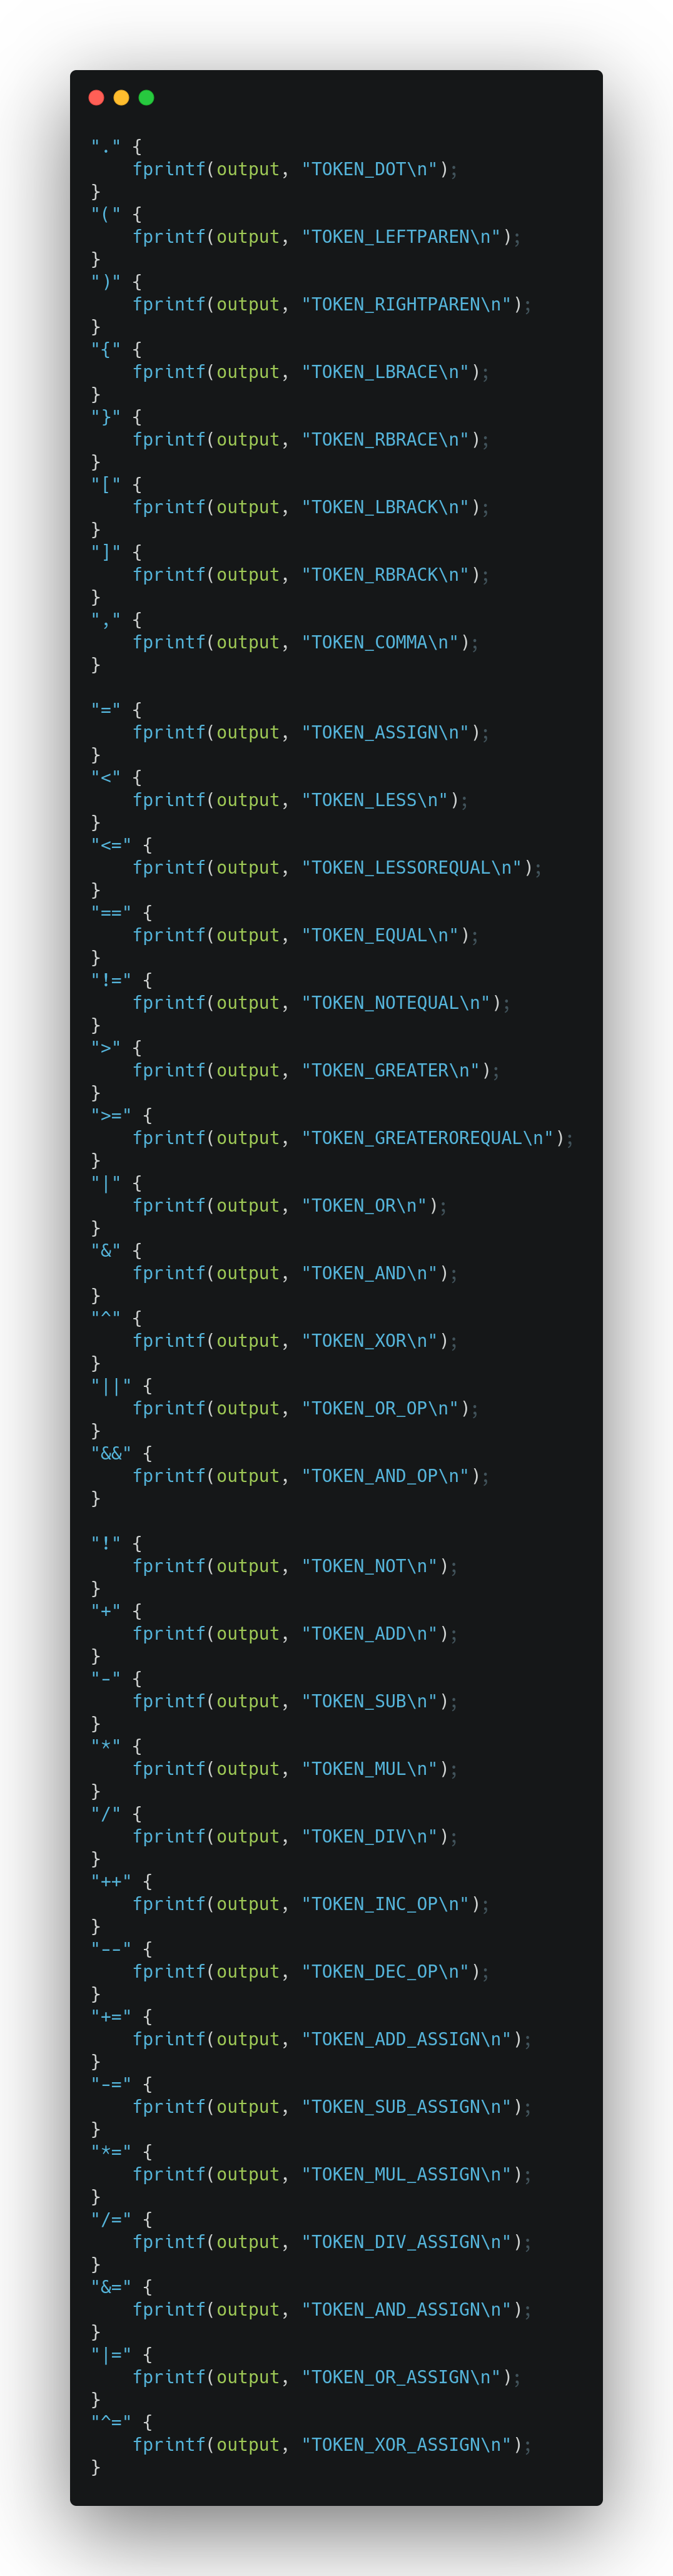 "." {
    fprintf(output, "TOKEN_DOT\n");
}
"(" {
    fprintf(output, "TOKEN_LEFTPAREN\n");
}
")" {
    fprintf(output, "TOKEN_RIGHTPAREN\n");
}
"{" {
    fprintf(output, "TOKEN_LBRACE\n");
}
"}" {
    fprintf(output, "TOKEN_RBRACE\n");
}
"[" {
    fprintf(output, "TOKEN_LBRACK\n");
}
"]" {
    fprintf(output, "TOKEN_RBRACK\n");
}
"," {
    fprintf(output, "TOKEN_COMMA\n");
}

"=" {
    fprintf(output, "TOKEN_ASSIGN\n");
}
"<" {
    fprintf(output, "TOKEN_LESS\n");
}
"<=" {
    fprintf(output, "TOKEN_LESSOREQUAL\n");
}
"==" {
    fprintf(output, "TOKEN_EQUAL\n");
}
"!=" {
    fprintf(output, "TOKEN_NOTEQUAL\n");
}
">" {
    fprintf(output, "TOKEN_GREATER\n");
}
">=" {
    fprintf(output, "TOKEN_GREATEROREQUAL\n");
}
"|" {
    fprintf(output, "TOKEN_OR\n");
}
"&" {
    fprintf(output, "TOKEN_AND\n");
}
"^" {
    fprintf(output, "TOKEN_XOR\n");
}
"||" {
    fprintf(output, "TOKEN_OR_OP\n");
}
"&&" {
    fprintf(output, "TOKEN_AND_OP\n");
}

"!" {
    fprintf(output, "TOKEN_NOT\n");
}
"+" {
    fprintf(output, "TOKEN_ADD\n");
}
"-" {
    fprintf(output, "TOKEN_SUB\n");
}
"*" {
    fprintf(output, "TOKEN_MUL\n");
}
"/" {
    fprintf(output, "TOKEN_DIV\n");
}
"++" {
    fprintf(output, "TOKEN_INC_OP\n");
}
"--" {
    fprintf(output, "TOKEN_DEC_OP\n");
}
"+=" {
    fprintf(output, "TOKEN_ADD_ASSIGN\n");
}
"-=" {
    fprintf(output, "TOKEN_SUB_ASSIGN\n");
}
"*=" {
    fprintf(output, "TOKEN_MUL_ASSIGN\n");
}
"/=" {
    fprintf(output, "TOKEN_DIV_ASSIGN\n");
}
"&=" {
    fprintf(output, "TOKEN_AND_ASSIGN\n");
}
"|=" {
    fprintf(output, "TOKEN_OR_ASSIGN\n");
}
"^=" {
    fprintf(output, "TOKEN_XOR_ASSIGN\n");
}